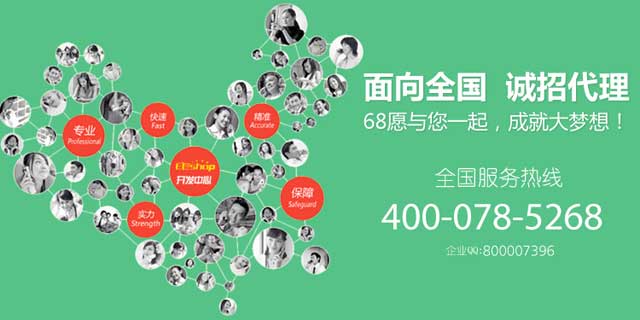 面向全国 诚招代理
68愿与您一起，成就大梦想！
全国服务热线
400-078-5268
企业QQ:800007396
快速
Fast
精准
Accurate
专业
Professional
shop
开发中心
保障
Safeguard
实力
Strength